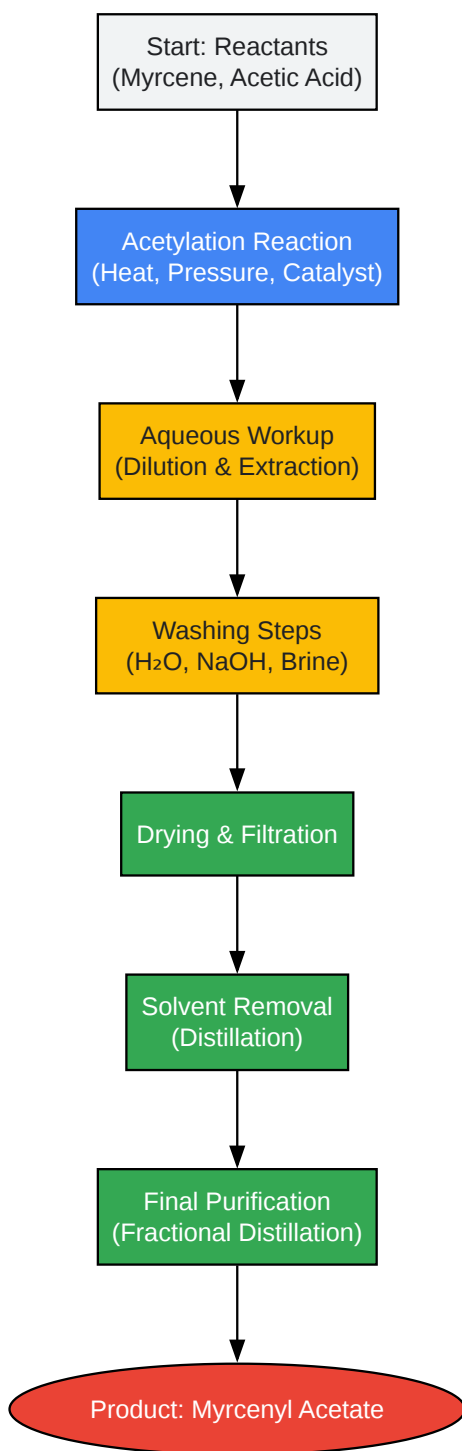 Start: Reactants
(Myrcene, Acetic Acid)
Acetylation Reaction
(Heat, Pressure, Catalyst)
Aqueous Workup
(Dilution & Extraction)
Washing Steps
(H₂O, NaOH, Brine)
Drying & Filtration
Solvent Removal
(Distillation)
Final Purification
(Fractional Distillation)
Product: Myrcenyl Acetate